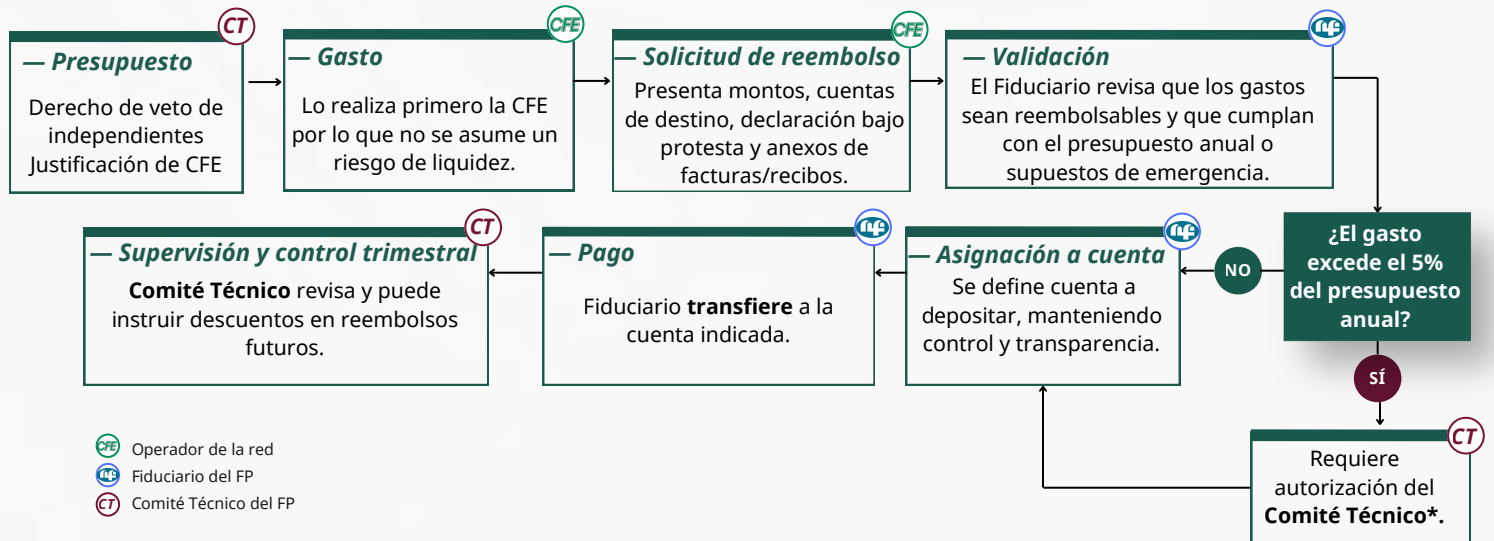 CT
— Presupuesto
Derecho de veto de
independientes
Justificación de CFE
CFE
— Gasto
Lo realiza primero la CFE
por lo que no se asume un
riesgo de liquidez.
CFE
— Solicitud de reembolso
Presenta montos, cuentas
de destino, declaración bajo
protesta y anexos de
facturas/recibos.
— Validación
El Fiduciario revisa que los gastos
sean reembolsables y que cumplan
con el presupuesto anual o
supuestos de emergencia.
¿El gasto
excede el 5%
del presupuesto
anual?
NO
SÍ
CT
Requiere
autorización del
Comité Técnico*.
— Asignación a cuenta
Se define cuenta a
depositar, manteniendo
control y transparencia.
— Pago
Fiduciario transfiere a la
cuenta indicada.
CT
— Supervisión y control trimestral
Comité Técnico revisa y puede
instruir descuentos en reembolsos
futuros.
CFE Operador de la red
Fiduciario del FP
CT Comité Técnico del FP